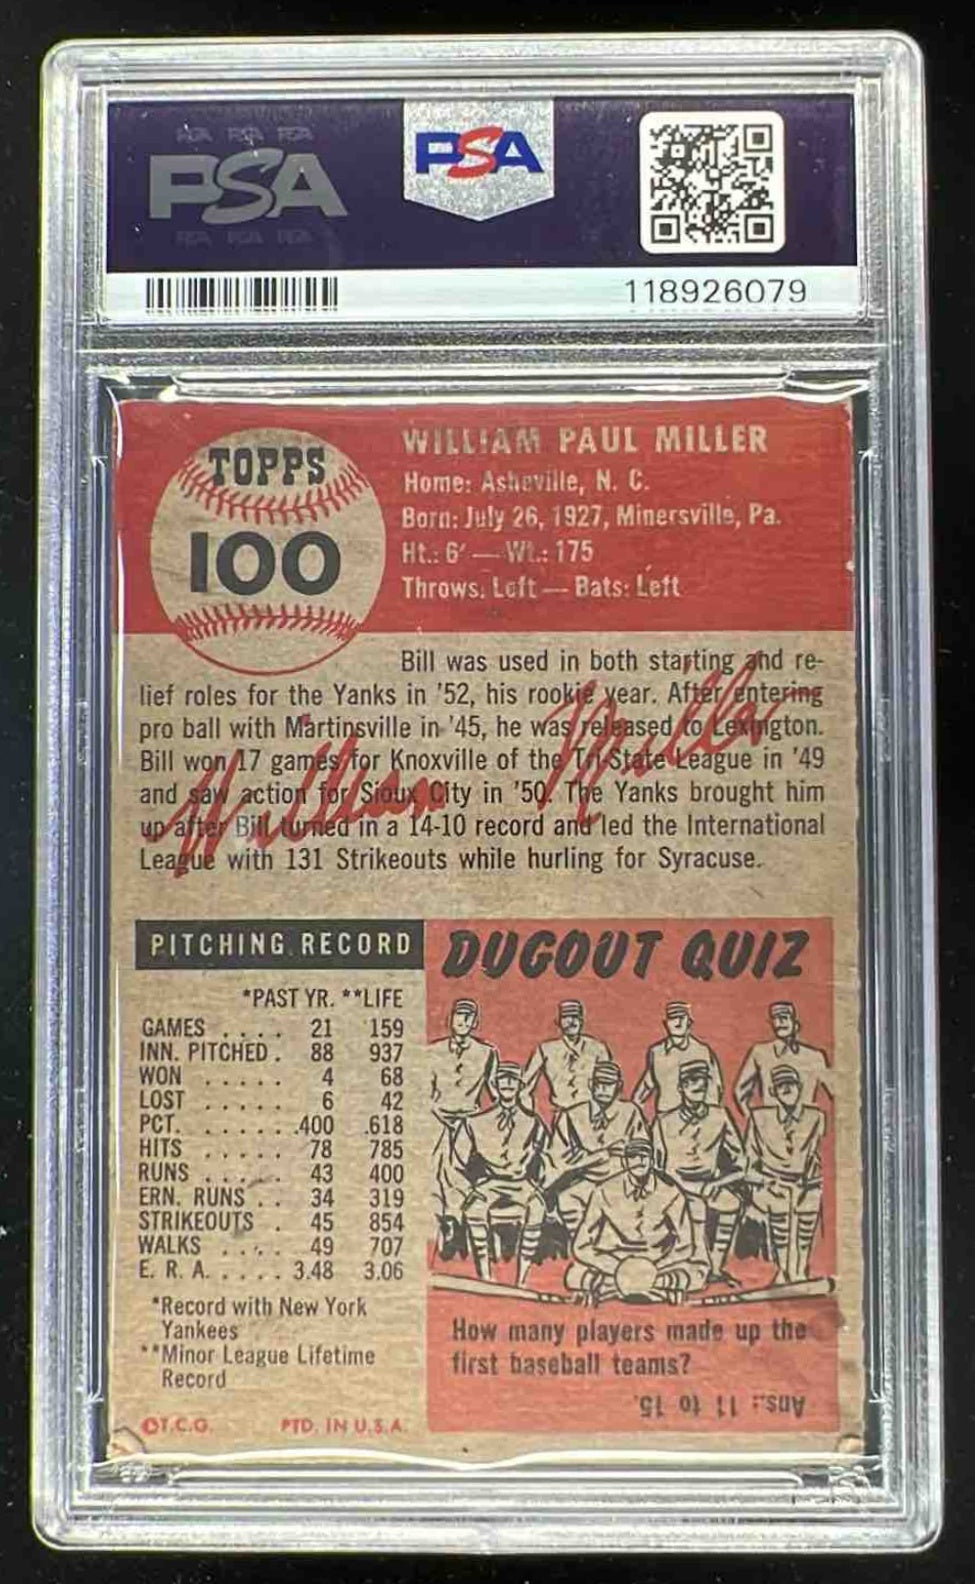 PSA PSA PSA
PSA
PSA PSA PSA
PSA
118926079
TOPPS
100
WILLIAM PAUL MILLER
Home: Asheville, N. C.
Born: July 26, 1927, Minersville, Pa.
Ht.: 6' — Wt.: 175
Throws: Left — Bats: Left
Bill was used in both starting and re-
lief roles for the Yanks in '52, his rookie year. After entering
pro ball with Martinsville in '45, he was released to Lexington.
Bill won 17 games for Knoxville of the Tri-State League in '49
and saw action for Sioux City in '50. The Yanks brought him
up after Bill turned in a 14-10 record and led the International
League with 131 Strikeouts while hurling for Syracuse.
William Miller
PITCHING RECORD
*PAST YR. **LIFE
GAMES . . . . 21 159
INN. PITCHED . 88 937
WON . . . . . 4 68
LOST . . . . . 6 42
PCT. . . . . . . .400 .618
HITS . . . . . 78 785
RUNS . . . . . 43 400
ERN. RUNS . . 34 319
STRIKEOUTS . 45 854
WALKS . . . . 49 707
E. R. A. . . . . 3.48 3.06
*Record with New York
Yankees
**Minor League Lifetime
Record
©T.C.G. PTD. IN U.S.A.
DUGOUT QUIZ
How many players made up the
first baseball teams?
Ans.: 11 to 15.